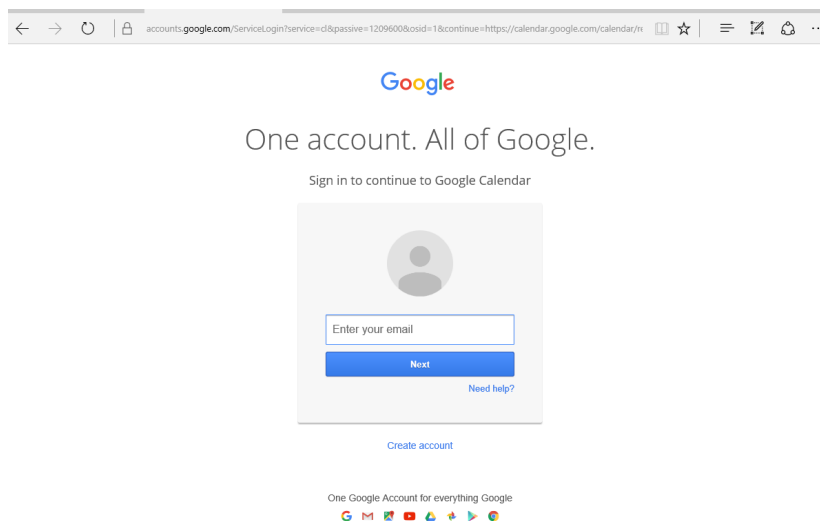 accounts.google.com/ServiceLogin?service=cl&passive=1209600&osid=1&continue=https://calendar.google.com/calendar/r
Google
One account. All of Google.
Sign in to continue to Google Calendar
Enter your email
Next
Need help?
Create account
One Google Account for everything Google